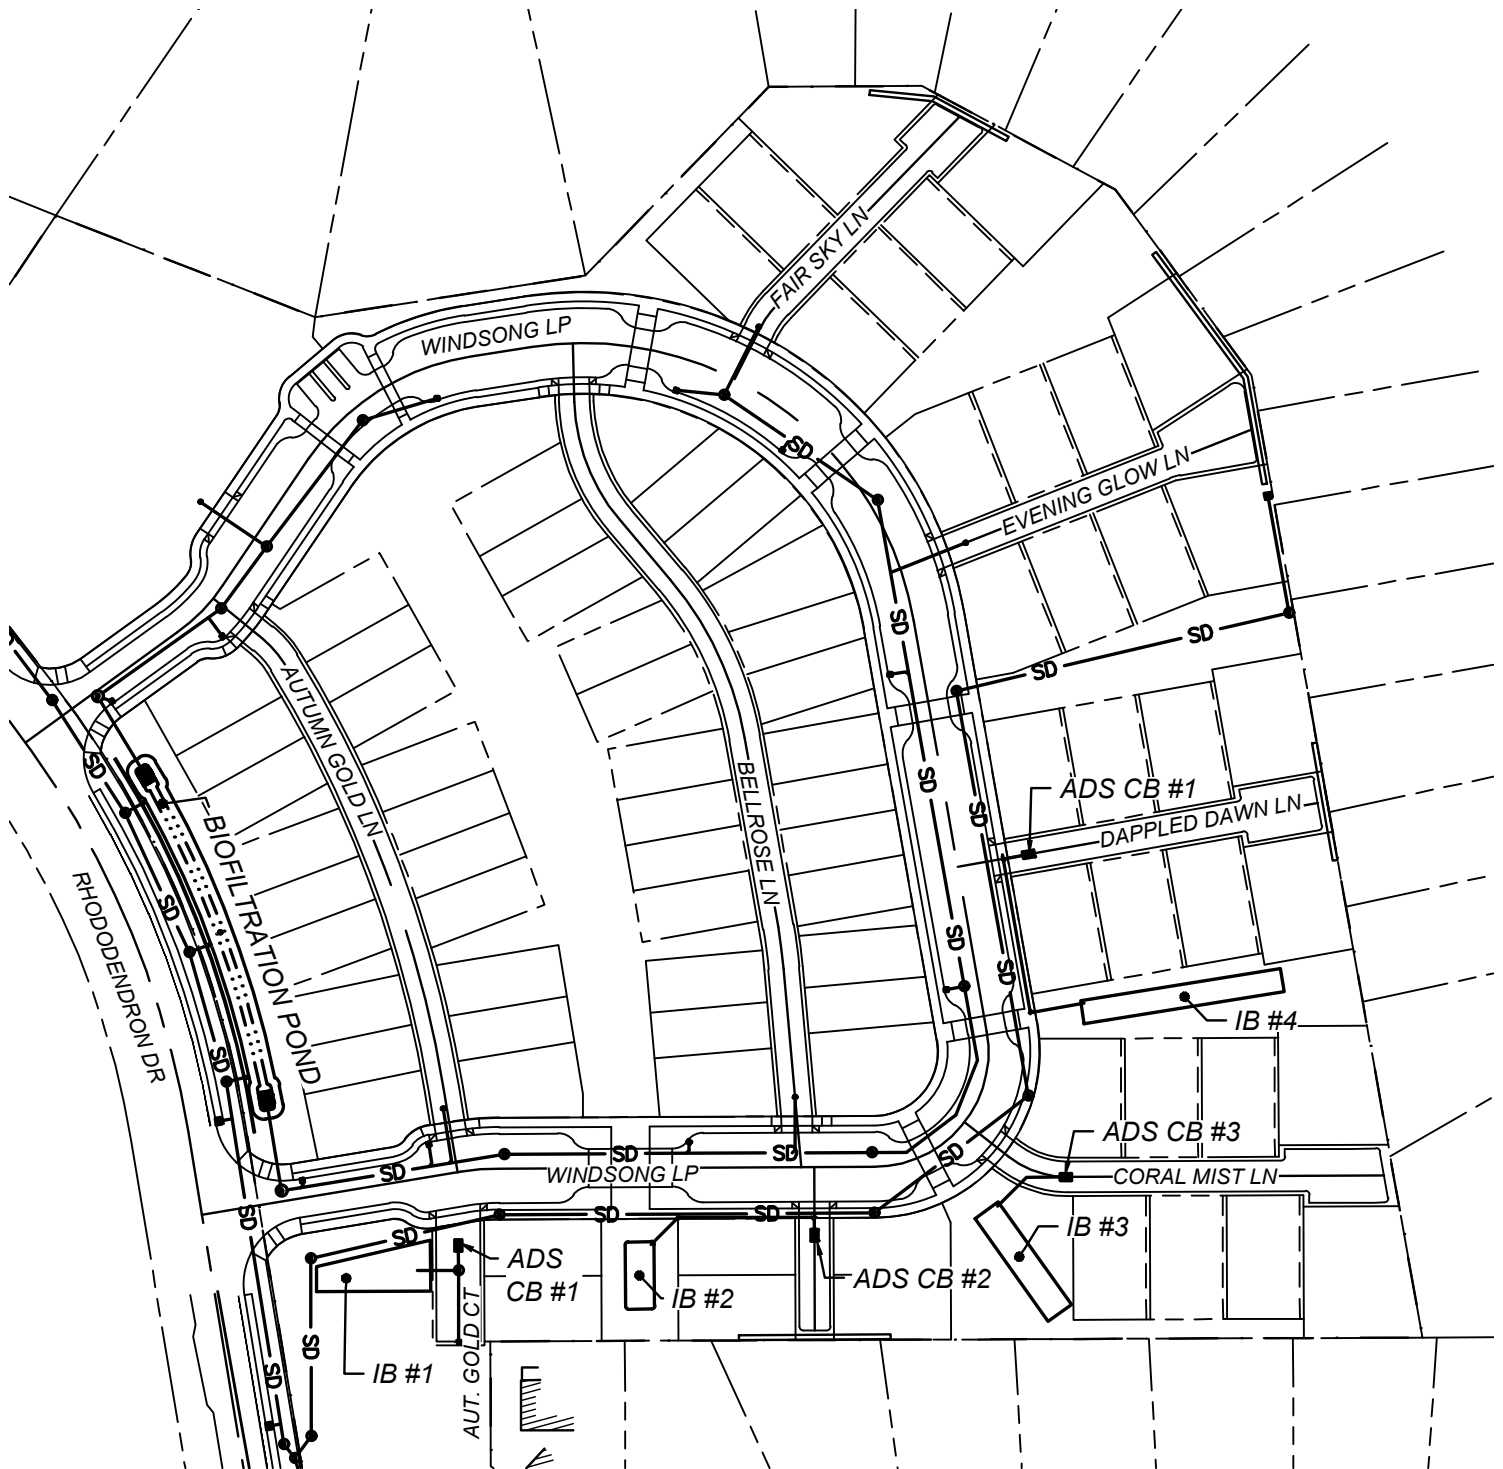 FAIR SKY LN
WINDSONG LP
SD
EVENING GLOW LN
SD
SD
SD
AUTUMN GOLD LN
SD
SD
BELLROSE LN
ADS CB #1
SD
DAPPLED DAWN LN
BIOFILTRATION POND
RHODODENDRON DR
SD
SD
SD
IB #4
SD
ADS CB #3
SD
SD
SD
SD
WINDSONG LP
CORAL MIST LN
SD
SD
SD
SD
IB #3
ADS
CB #1
ADS CB #2
IB #2
SD
IB #1
SD
AUT. GOLD CT